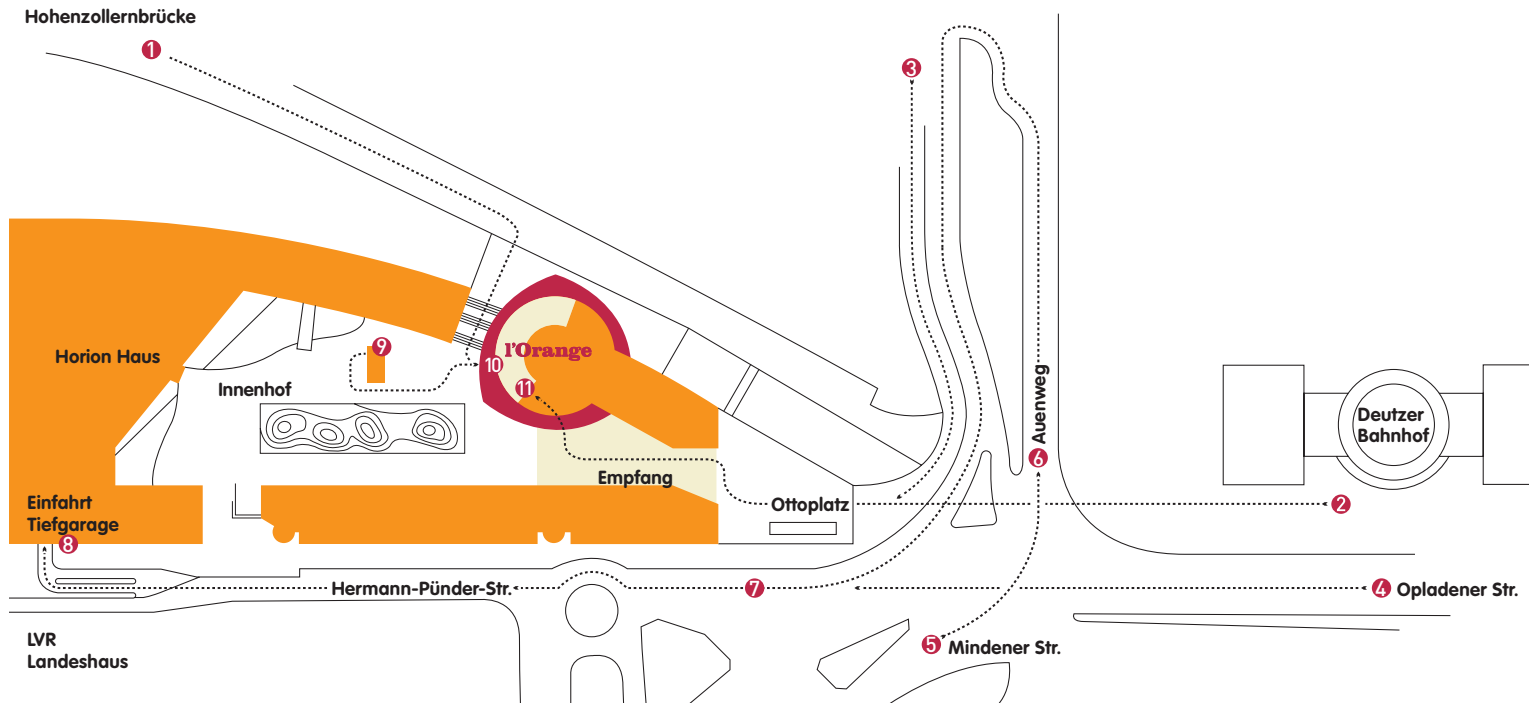 Hohenzollernbrücke
1
3
9
10
l'Orange
11
Horion Haus
Innenhof
Auenweg
6
Deutzer
Bahnhof
Empfang
Einfahrt
Tiefgarage
8
Ottoplatz
2
Hermann-Pünder-Str.
7
4 Opladener Str.
LVR
Landeshaus
5 Mindener Str.